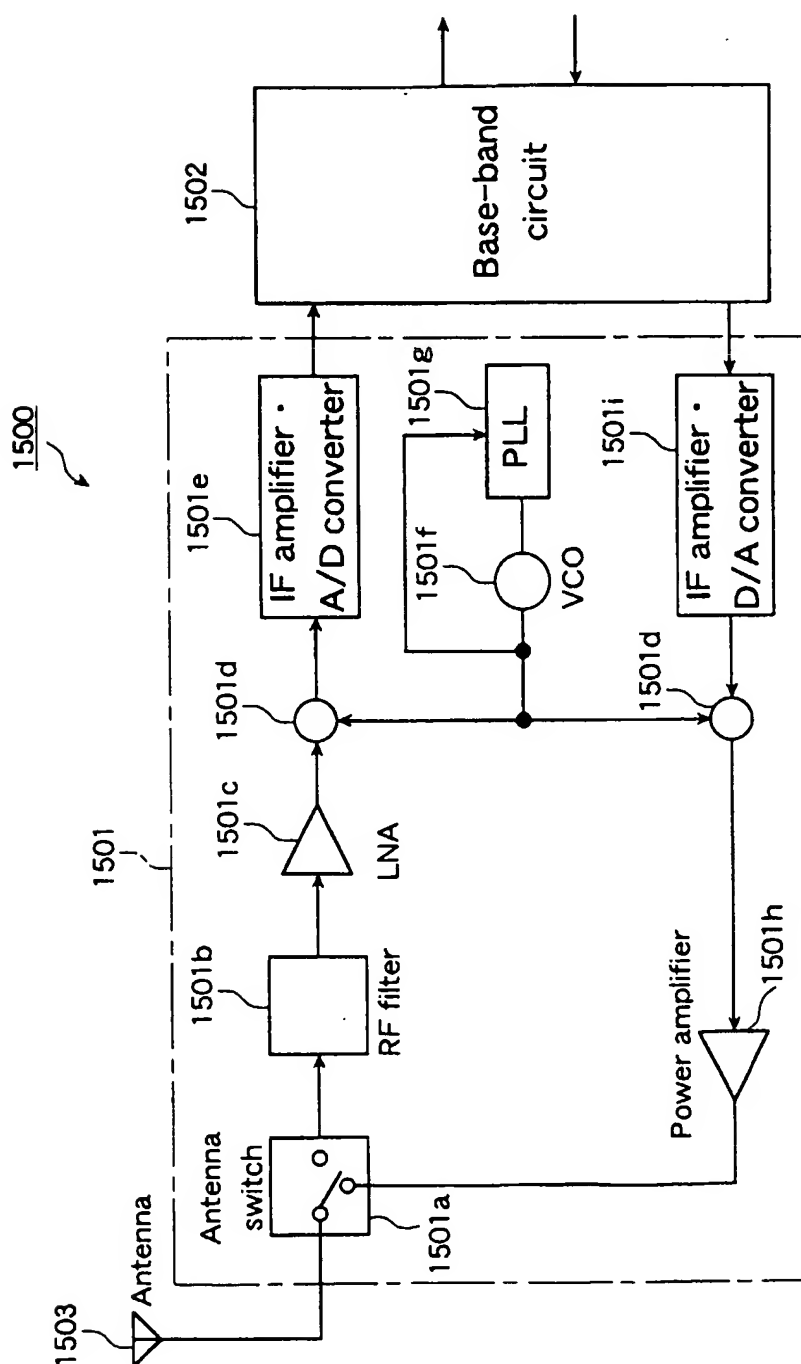 1500
1503
Antenna
1501
Antenna
switch
1501a
1501b
RF filter
1501c
LNA
1501d
1501e
IF amplifier・
A/D converter
1501f
VCO
1501g
PLL
1501d
1501i
IF amplifier・
D/A converter
Power amplifier
1501h
1502
Base-band
circuit